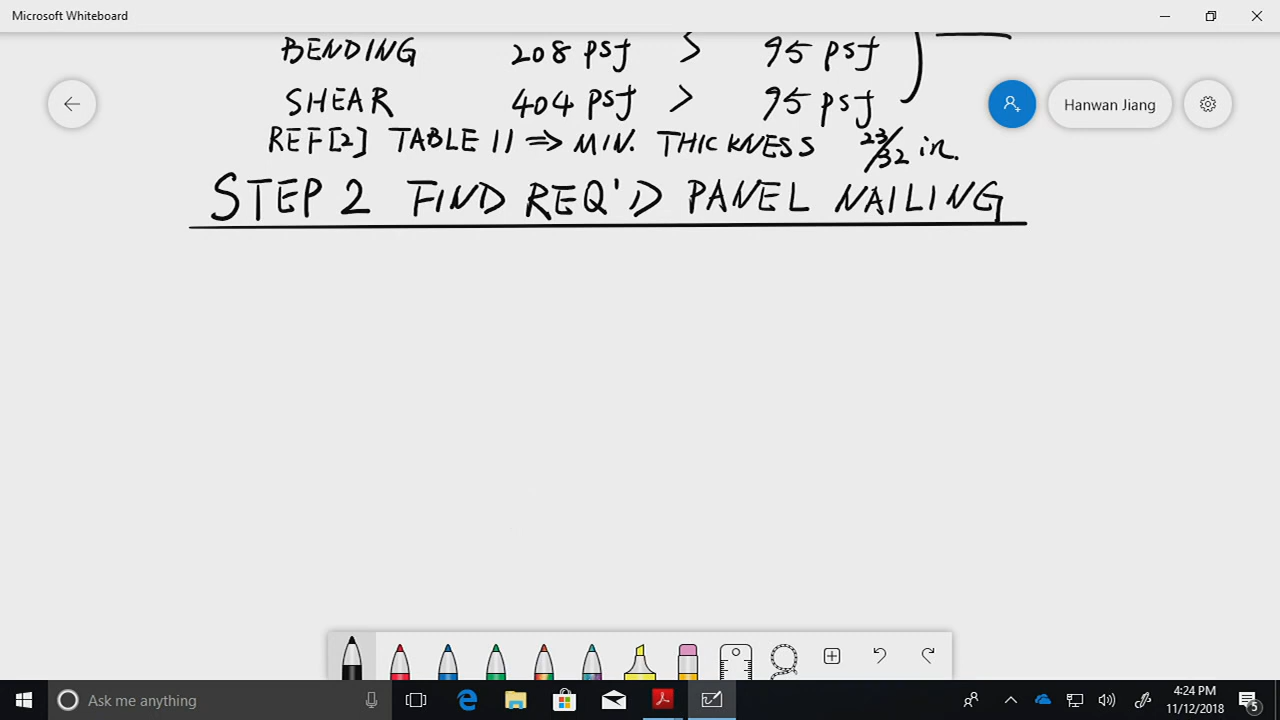 Microsoft Whiteboard
BENDING 208 psf > 95 psf
SHEAR 404 psf > 95 psf
Hanwan Jiang
REF[2] TABLE 11 ⇒ MIN. THICKNESS 23/32 in.
STEP 2 FIND REQ'D PANEL NAILING
Ask me anything
4:24 PM
11/12/2018
5